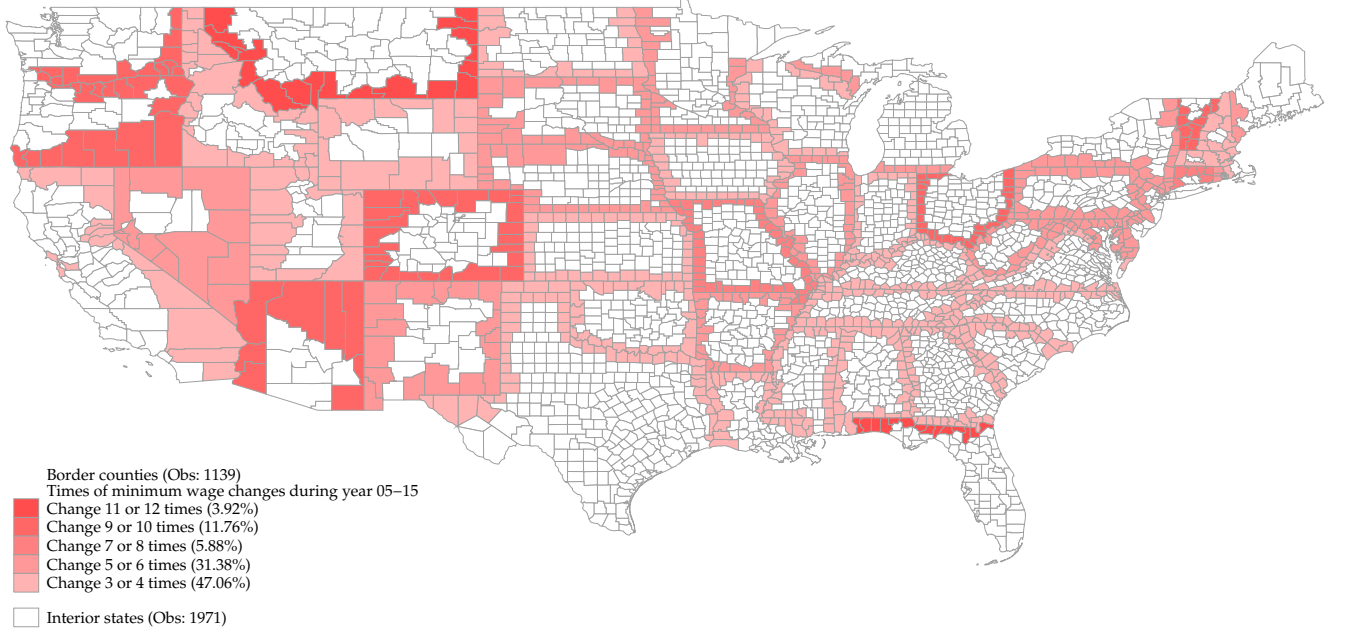 Border counties (Obs: 1139)
Times of minimum wage changes during year 05–15
Change 11 or 12 times (3.92%)
Change 9 or 10 times (11.76%)
Change 7 or 8 times (5.88%)
Change 5 or 6 times (31.38%)
Change 3 or 4 times (47.06%)
Interior states (Obs: 1971)